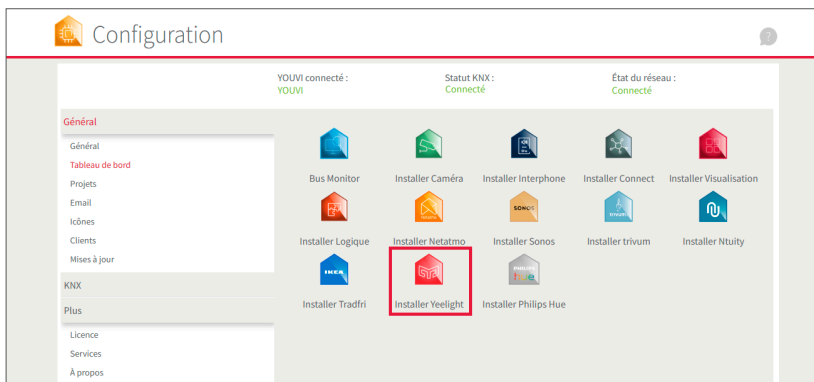 Configuration
?
YOUVI connecté : Statut KNX : État du réseau :
YOUVI Connecté Connecté
Général
Général
Tableau de bord
Projets
Email
Icônes
Clients
Mises à jour
KNX
Plus
Licence
Services
À propos
Bus Monitor Installer Caméra Installer Interphone Installer Connect Installer Visualisation
SONOS
Installer Logique Installer Netatmo Installer Sonos Installer trivum Installer Ntuity
IKEA PHILIPS
hue
Installer Tradfri Installer Yeelight Installer Philips Hue